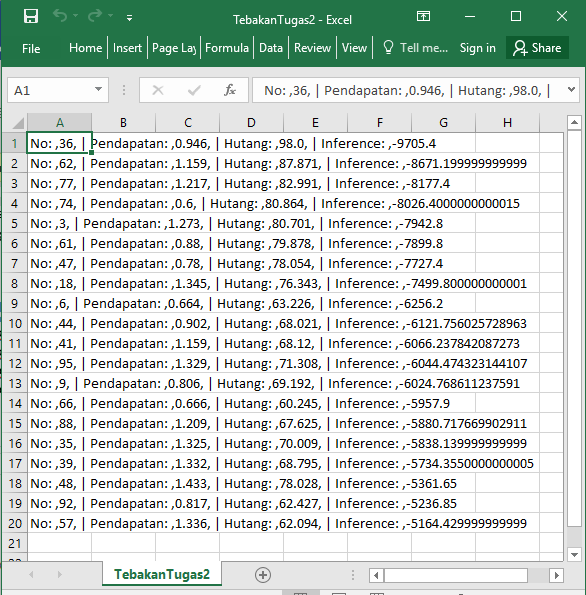 TebakanTugas2 - Excel
File Home Insert Page Lay Formula Data Review View Tell me... Sign in Share
A1 fx No: ,36, | Pendapatan: ,0.946, | Hutang: ,98.0, |
A B C D E F G H
1 No: ,36, | Pendapatan: ,0.946, | Hutang: ,98.0, | Inference: ,-9705.4
2 No: ,62, | Pendapatan: ,1.159, | Hutang: ,87.871, | Inference: ,-8671.199999999999
3 No: ,77, | Pendapatan: ,1.217, | Hutang: ,82.991, | Inference: ,-8177.4
4 No: ,74, | Pendapatan: ,0.6, | Hutang: ,80.864, | Inference: ,-8026.4000000000015
5 No: ,3, | Pendapatan: ,1.273, | Hutang: ,80.701, | Inference: ,-7942.8
6 No: ,61, | Pendapatan: ,0.88, | Hutang: ,79.878, | Inference: ,-7899.8
7 No: ,47, | Pendapatan: ,0.78, | Hutang: ,78.054, | Inference: ,-7727.4
8 No: ,18, | Pendapatan: ,1.345, | Hutang: ,76.343, | Inference: ,-7499.800000000001
9 No: ,6, | Pendapatan: ,0.664, | Hutang: ,63.226, | Inference: ,-6256.2
10 No: ,44, | Pendapatan: ,0.902, | Hutang: ,68.021, | Inference: ,-6121.756025728963
11 No: ,41, | Pendapatan: ,1.159, | Hutang: ,68.12, | Inference: ,-6066.237842087273
12 No: ,95, | Pendapatan: ,1.329, | Hutang: ,71.308, | Inference: ,-6044.474323144107
13 No: ,9, | Pendapatan: ,0.806, | Hutang: ,69.192, | Inference: ,-6024.768611237591
14 No: ,66, | Pendapatan: ,0.666, | Hutang: ,60.245, | Inference: ,-5957.9
15 No: ,88, | Pendapatan: ,1.209, | Hutang: ,67.625, | Inference: ,-5880.717669902911
16 No: ,35, | Pendapatan: ,1.325, | Hutang: ,70.009, | Inference: ,-5838.139999999999
17 No: ,39, | Pendapatan: ,1.332, | Hutang: ,68.795, | Inference: ,-5734.3550000000005
18 No: ,48, | Pendapatan: ,1.433, | Hutang: ,78.028, | Inference: ,-5361.65
19 No: ,92, | Pendapatan: ,0.817, | Hutang: ,62.427, | Inference: ,-5236.85
20 No: ,57, | Pendapatan: ,1.336, | Hutang: ,62.094, | Inference: ,-5164.429999999999
21
TebakanTugas2